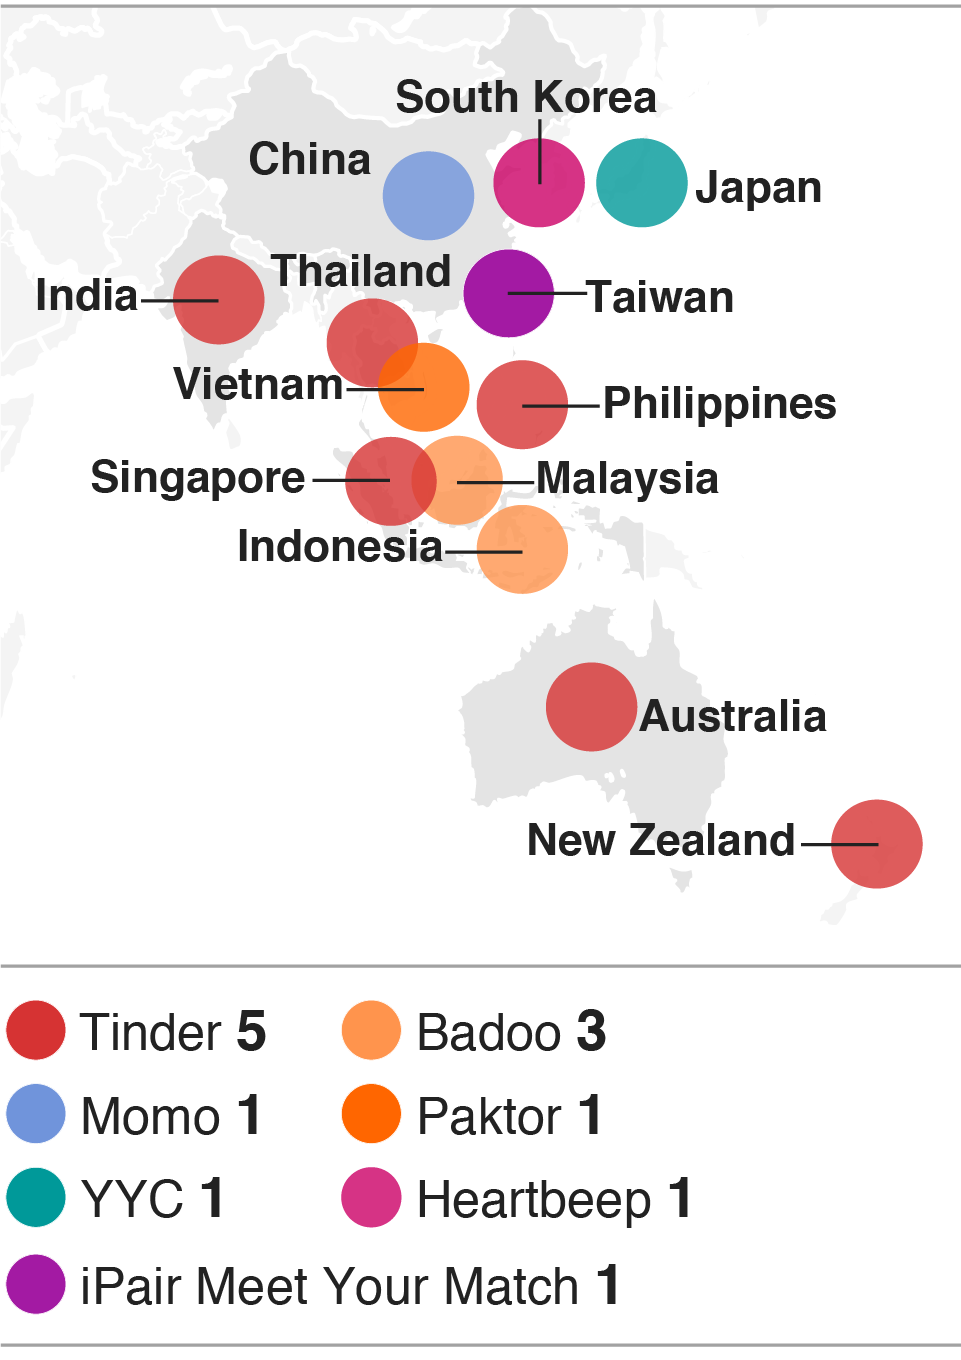 South Korea
China
Japan
Thailand
India
Taiwan
Vietnam
Philippines
Singapore
Malaysia
Indonesia
Australia
New Zealand
Tinder 5
Badoo 3
Momo 1
Paktor 1
YYC 1
Heartbeep 1
iPair Meet Your Match 1